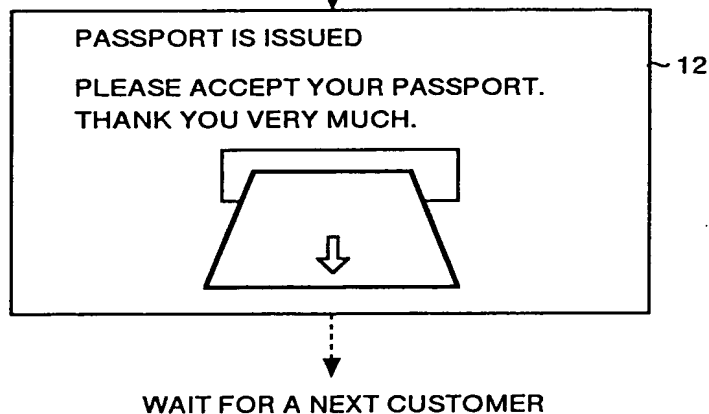 PASSPORT IS ISSUED
12
PLEASE ACCEPT YOUR PASSPORT.
THANK YOU VERY MUCH.
WAIT FOR A NEXT CUSTOMER